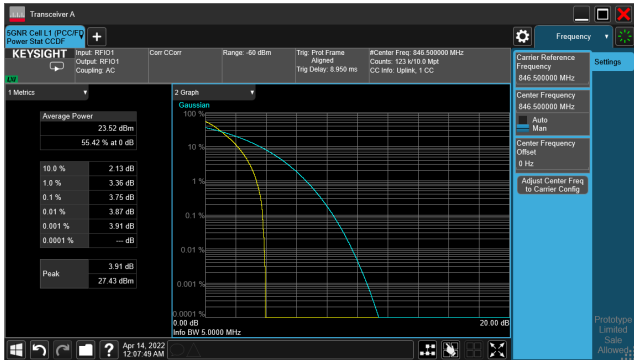 Transceiver A
5GNR Cell L1 (PCC/FD
Power Stat CCDF
KEYSIGHT
Input: RFIO1
Output: RFIO1
Coupling: AC
Corr CCorr
Range: -60 dBm
Trig: Prot Frame
Aligned
Trig Delay: 8.950 ms
#Center Freq: 846.500000 MHz
Counts: 123 k/10.0 Mpt
CC Info: Uplink, 1 CC
Frequency
Settings
Carrier Reference
Frequency
846.500000 MHz
Center Frequency
846.500000 MHz
Auto
Man
Center Frequency
Offset
0 Hz
Adjust Center Freq
to Carrier Config
1 Metrics
Average Power
23.52 dBm
55.42 % at 0 dB
10.0 % 2.13 dB
1.0 % 3.36 dB
0.1 % 3.75 dB
0.01 % 3.87 dB
0.001 % 3.91 dB
0.0001 % --- dB
Peak
3.91 dB
27.43 dBm
2 Graph
Gaussian
100 %
10 %
1 %
0.1 %
0.01 %
0.001 %
0.0001 %
0.00 dB
20.00 dB
Info BW 5.0000 MHz
Apr 14, 2022
12:07:49 AM
Prototype
Limited
Sale
Allowed